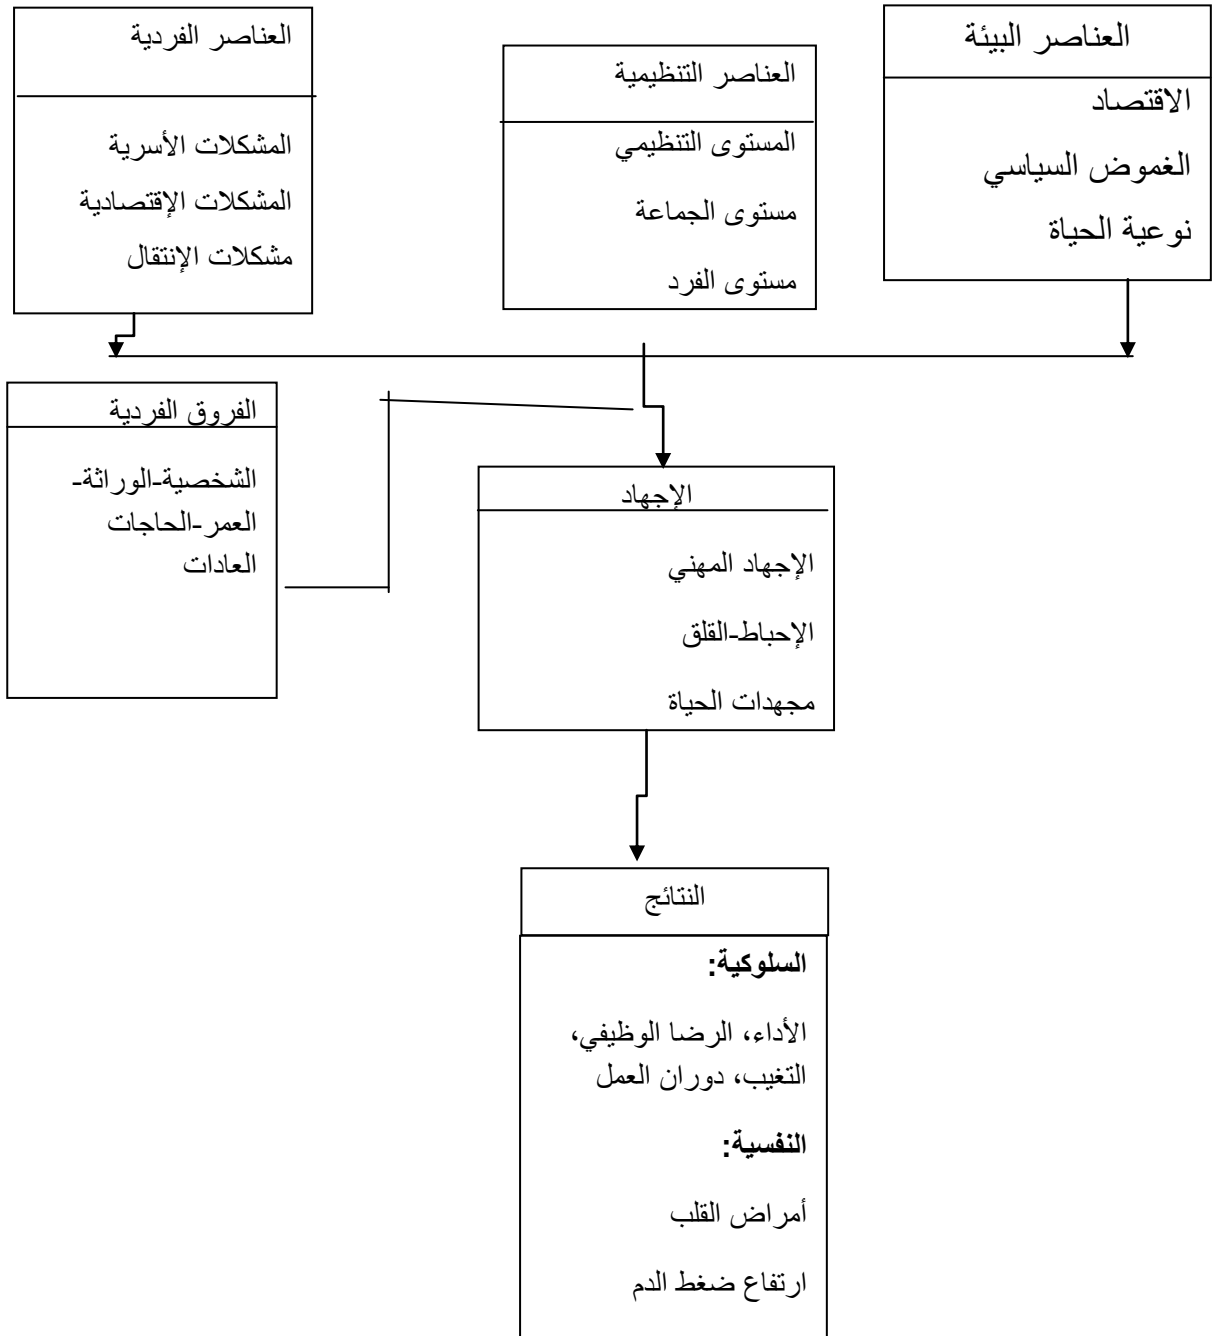 العناصر البيئة
الاقتصاد
الغموض السياسي
نوعية الحياة
العناصر التنظيمية
المستوى التنظيمي
مستوى الجماعة
مستوى الفرد
العناصر الفردية
المشكلات الأسرية
المشكلات الإقتصادية
مشكلات الإنتقال
الفروق الفردية
الشخصية-الوراثة-
العمر-الحاجات
العادات
الإجهاد
الإجهاد المهني
الإحباط-القلق
مجهدات الحياة
النتائج
السلوكية:
الأداء، الرضا الوظيفي،
التغيب، دوران العمل
النفسية:
أمراض القلب
ارتفاع ضغط الدم